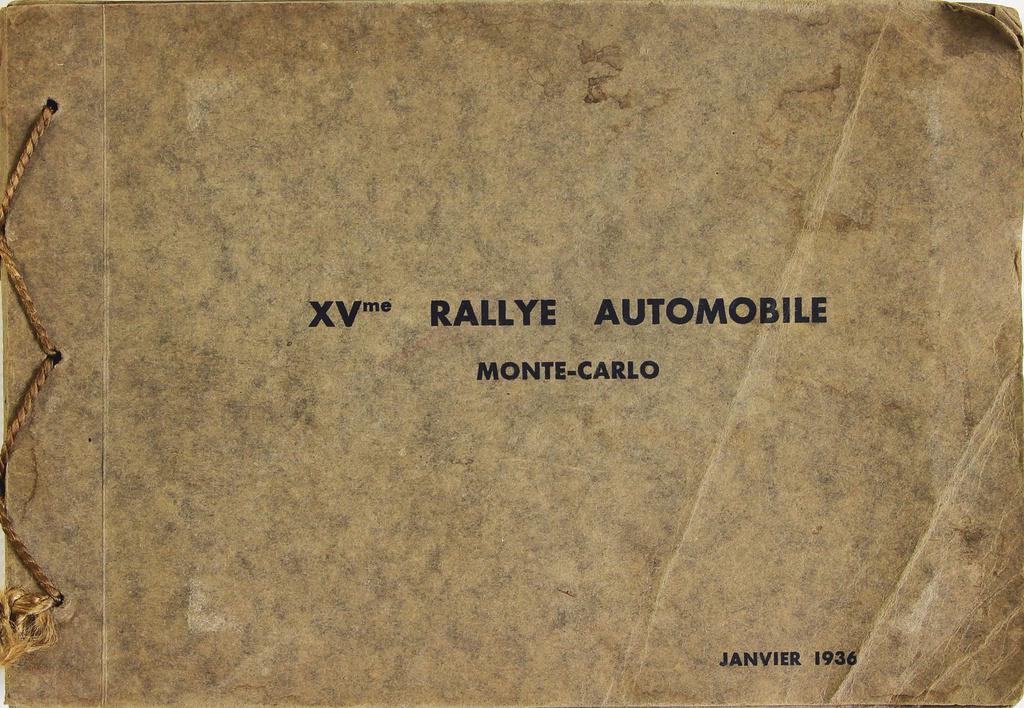 XVme RALLYE AUTOMOBILE
MONTE-CARLO
JANVIER 1936